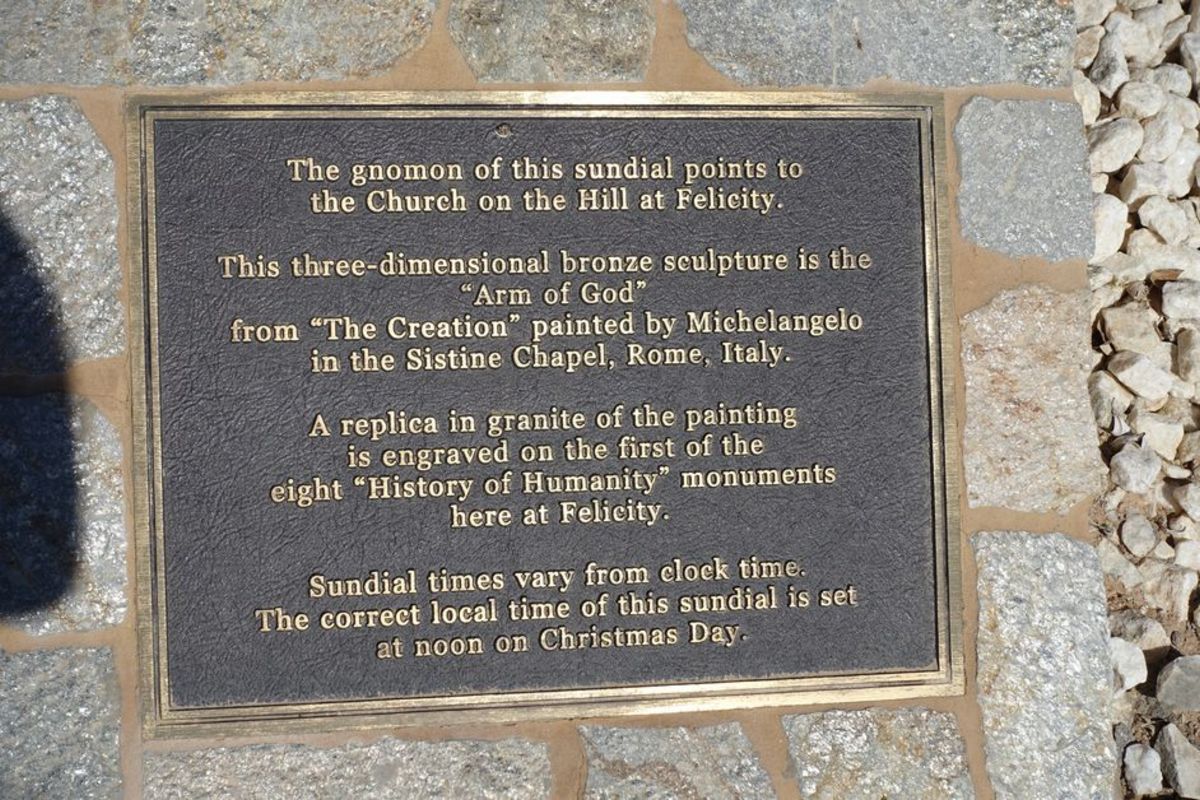 The gnomon of this sundial points to
the Church on the Hill at Felicity.
This three-dimensional bronze sculpture is the
“Arm of God”
from “The Creation” painted by Michelangelo
in the Sistine Chapel, Rome, Italy.
A replica in granite of the painting
is engraved on the first of the
eight “History of Humanity” monuments
here at Felicity.
Sundial times vary from clock time.
The correct local time of this sundial is set
at noon on Christmas Day.